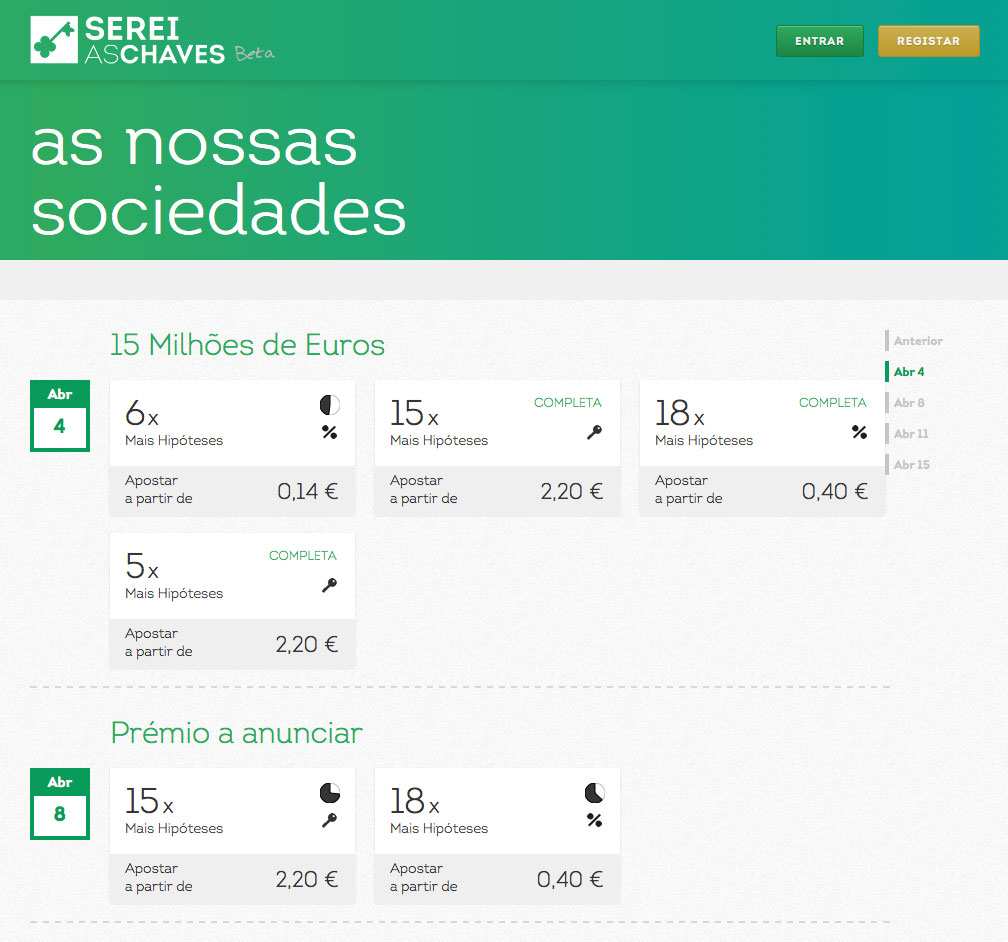 SEREI
ASCHAVES Beta
ENTRAR
REGISTAR
as nossas
sociedades
15 Milhões de Euros
Anterior
Abr 4
Abr 8
Abr 11
Abr 15
Abr
4
6x
Mais Hipóteses
Apostar
a partir de
0,14 €
15x
COMPLETA
Mais Hipóteses
Apostar
a partir de
2,20 €
18x
COMPLETA
%
Mais Hipóteses
Apostar
a partir de
0,40 €
5x
COMPLETA
Mais Hipóteses
Apostar
a partir de
2,20 €
Prémio a anunciar
Abr
8
15x
Mais Hipóteses
Apostar
a partir de
2,20 €
18x
%
Mais Hipóteses
Apostar
a partir de
0,40 €